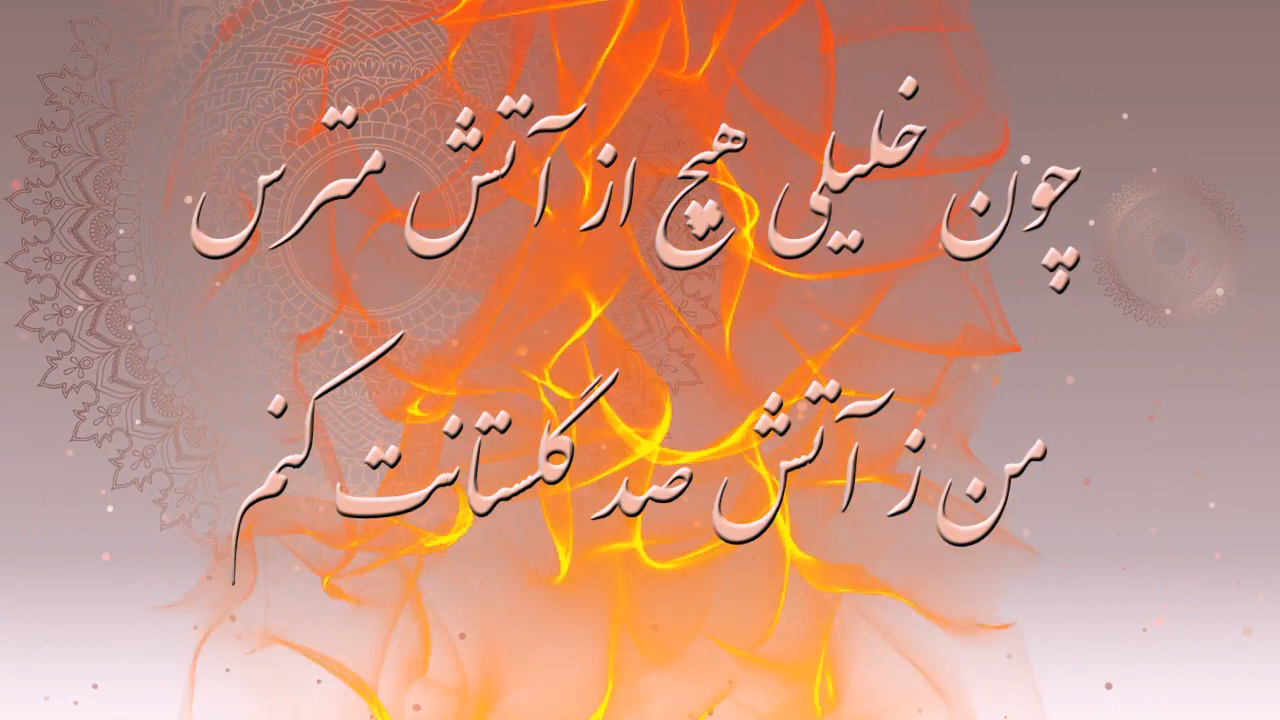 چون خلیلی هیچ از آتش مترس
من ز آتش صد گلستانت کنم